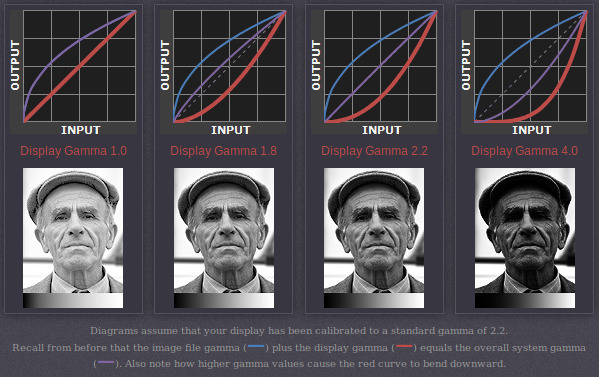 OUTPUT
OUTPUT
OUTPUT
OUTPUT
INPUT
INPUT
INPUT
INPUT
Display Gamma 1.0
Display Gamma 1.8
Display Gamma 2.2
Display Gamma 4.0
Diagrams assume that your display has been calibrated to a standard gamma of 2.2.
Recall from before that the image file gamma (—) plus the display gamma (—) equals the overall system gamma
(—). Also note how higher gamma values cause the red curve to bend downward.